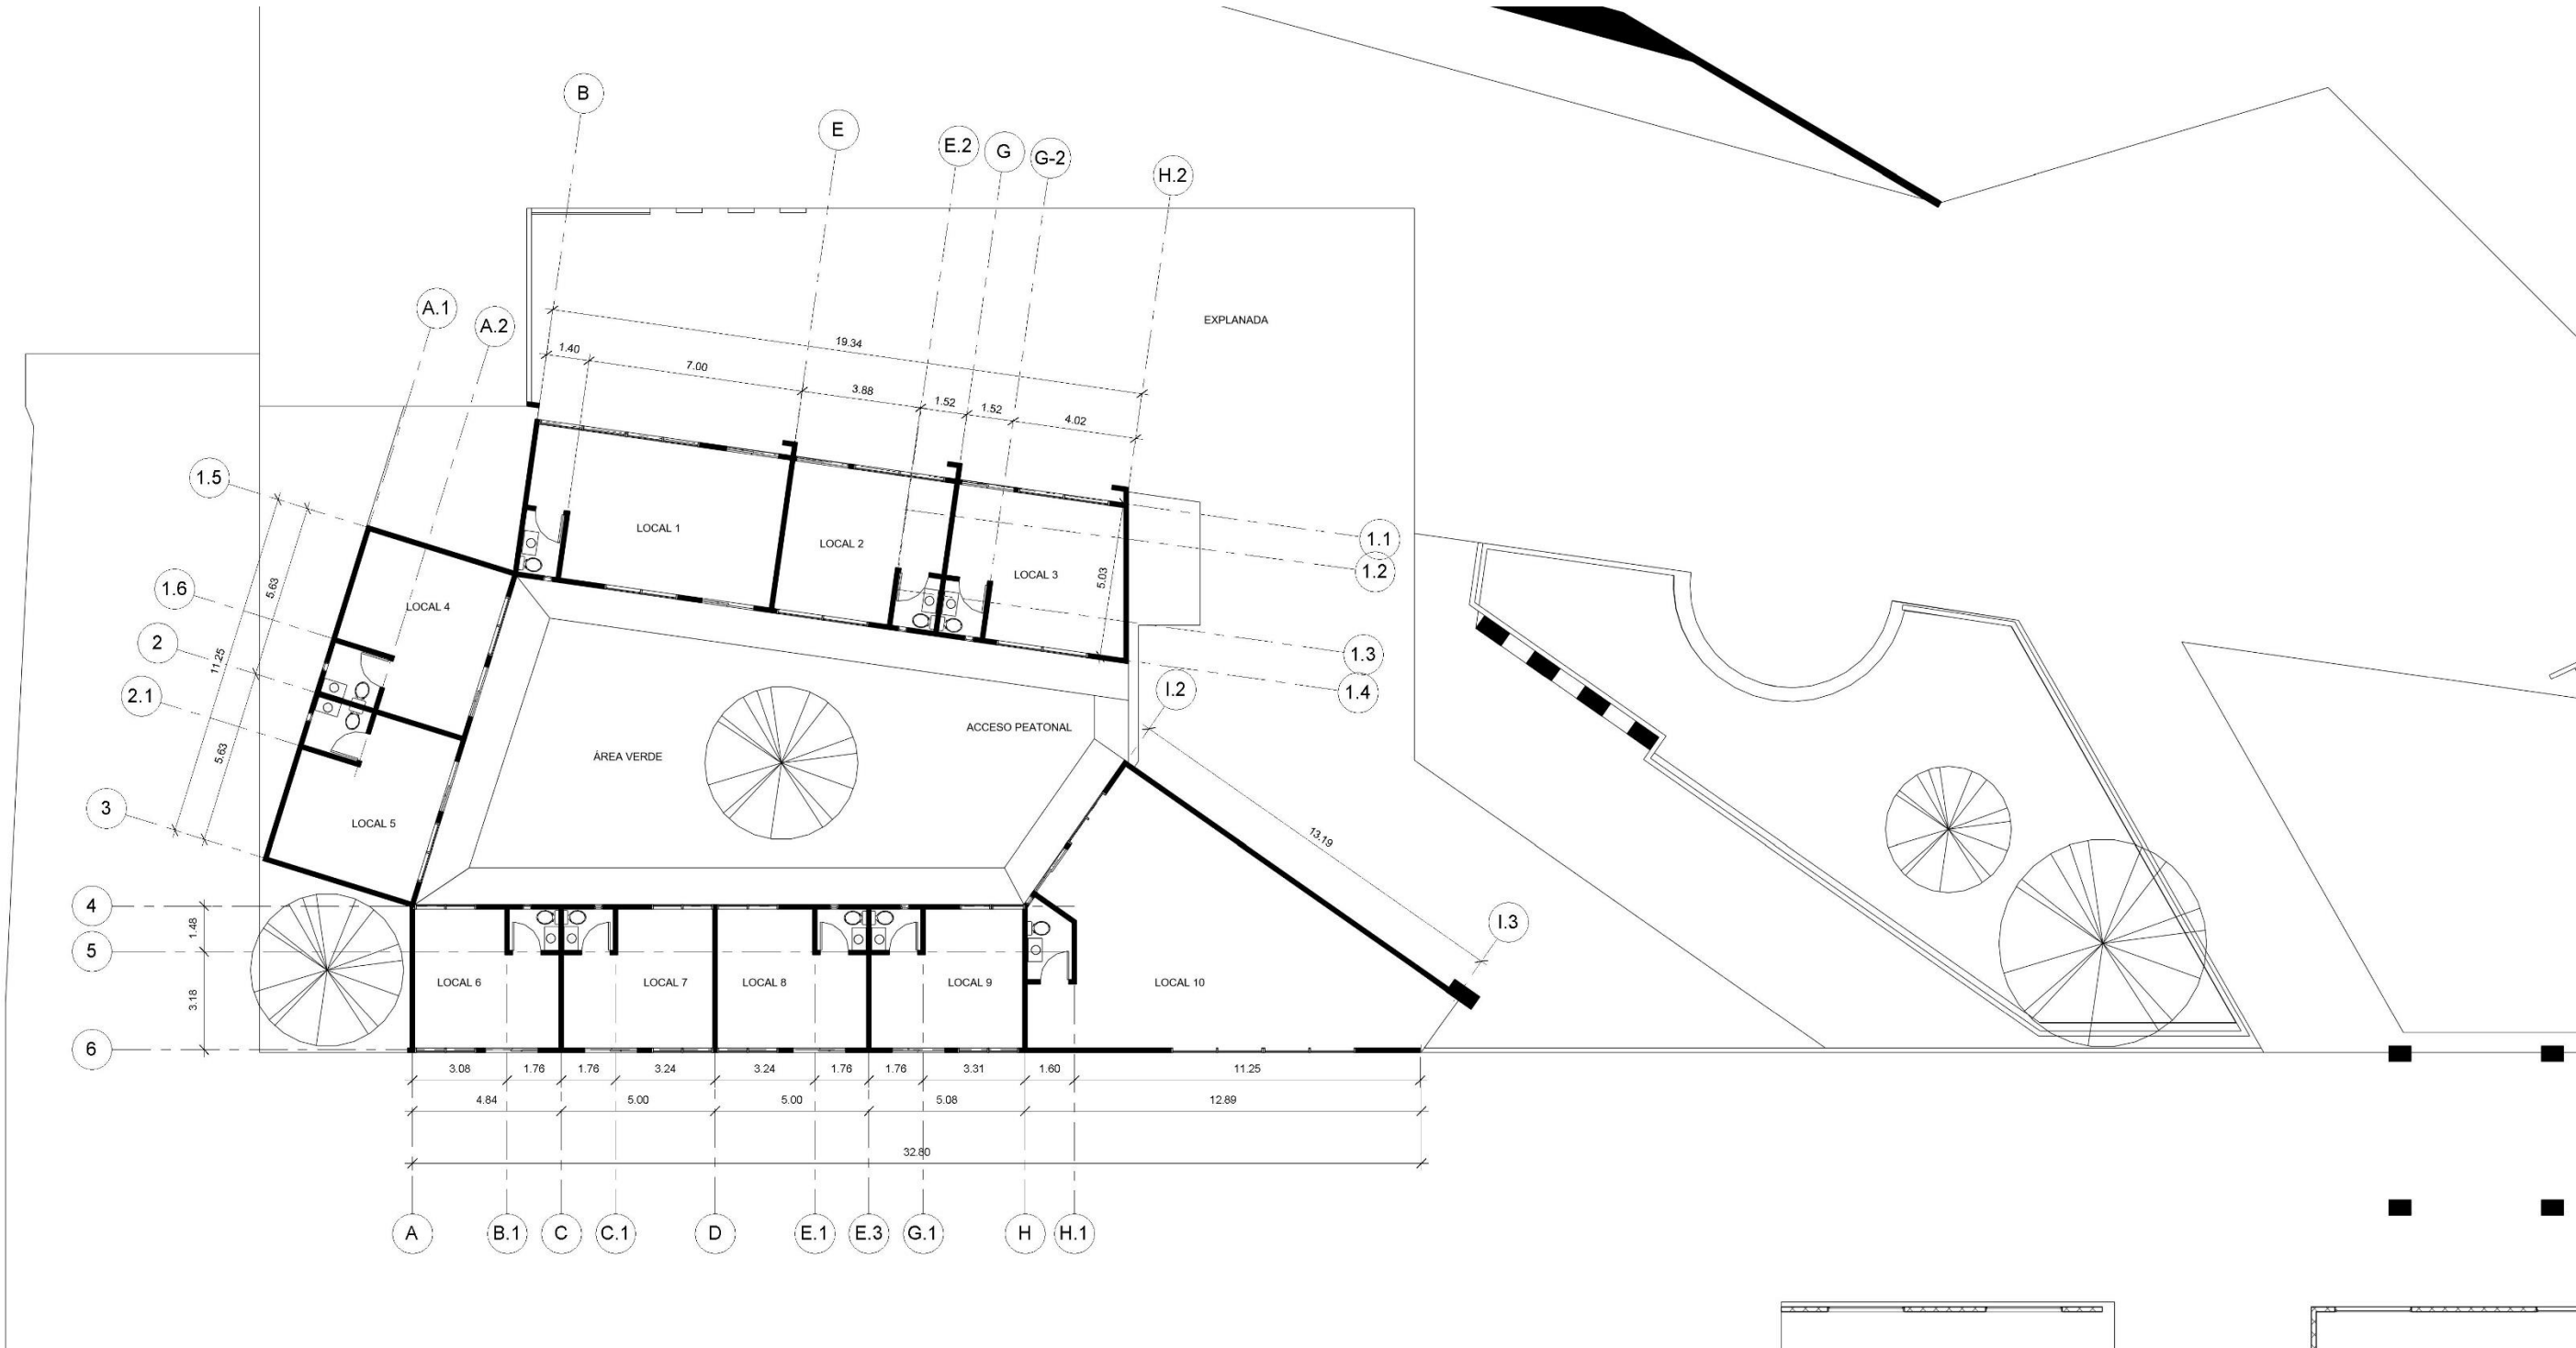 B
E
E.2
G
G-2
H.2
A.1
A.2
EXPLANADA
19.34
1.40
7.00
3.88
1.52
1.52
4.02
1.5
1.6
2
2.1
3
5.63
11.25
5.63
LOCAL 1
LOCAL 2
LOCAL 3
5.03
1.1
1.2
1.3
1.4
LOCAL 4
LOCAL 5
ÁREA VERDE
ACCESO PEATONAL
I.2
13.19
I.3
4
5
6
1.48
3.18
LOCAL 6
LOCAL 7
LOCAL 8
LOCAL 9
LOCAL 10
3.08
1.76
1.76
3.24
3.24
1.76
1.76
3.31
1.60
11.25
4.84
5.00
5.00
5.08
12.89
32.80
A
B.1
C
C.1
D
E.1
E.3
G.1
H
H.1